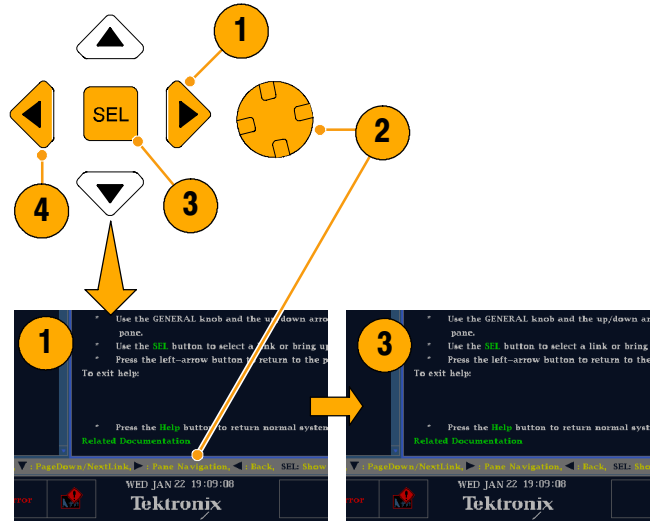 1
SEL
2
4
3
1
" Use the GENERAL knob and the up/down arro
pane.
" Use the SEL button to select a link or bring up
" Press the left-arrow button to return to the p
To exit help:
" Press the Help button to return normal system
Related Documentation
: PageDown/NextLink, : Pane Navigation, : Back, SEL: Show
rror
WED JAN 22 19:09:08
Tektronix
3
" Use the GENERAL knob and the up/down ar
pane.
" Use the SEL button to select a link or bring
" Press the left-arrow button to return to the
To exit help:
" Press the Help button to return normal syst
Related Documentation
: PageDown/NextLink, : Pane Navigation, : Back, SEL: Sho
rror
WED JAN 22 19:09:08
Tektronix